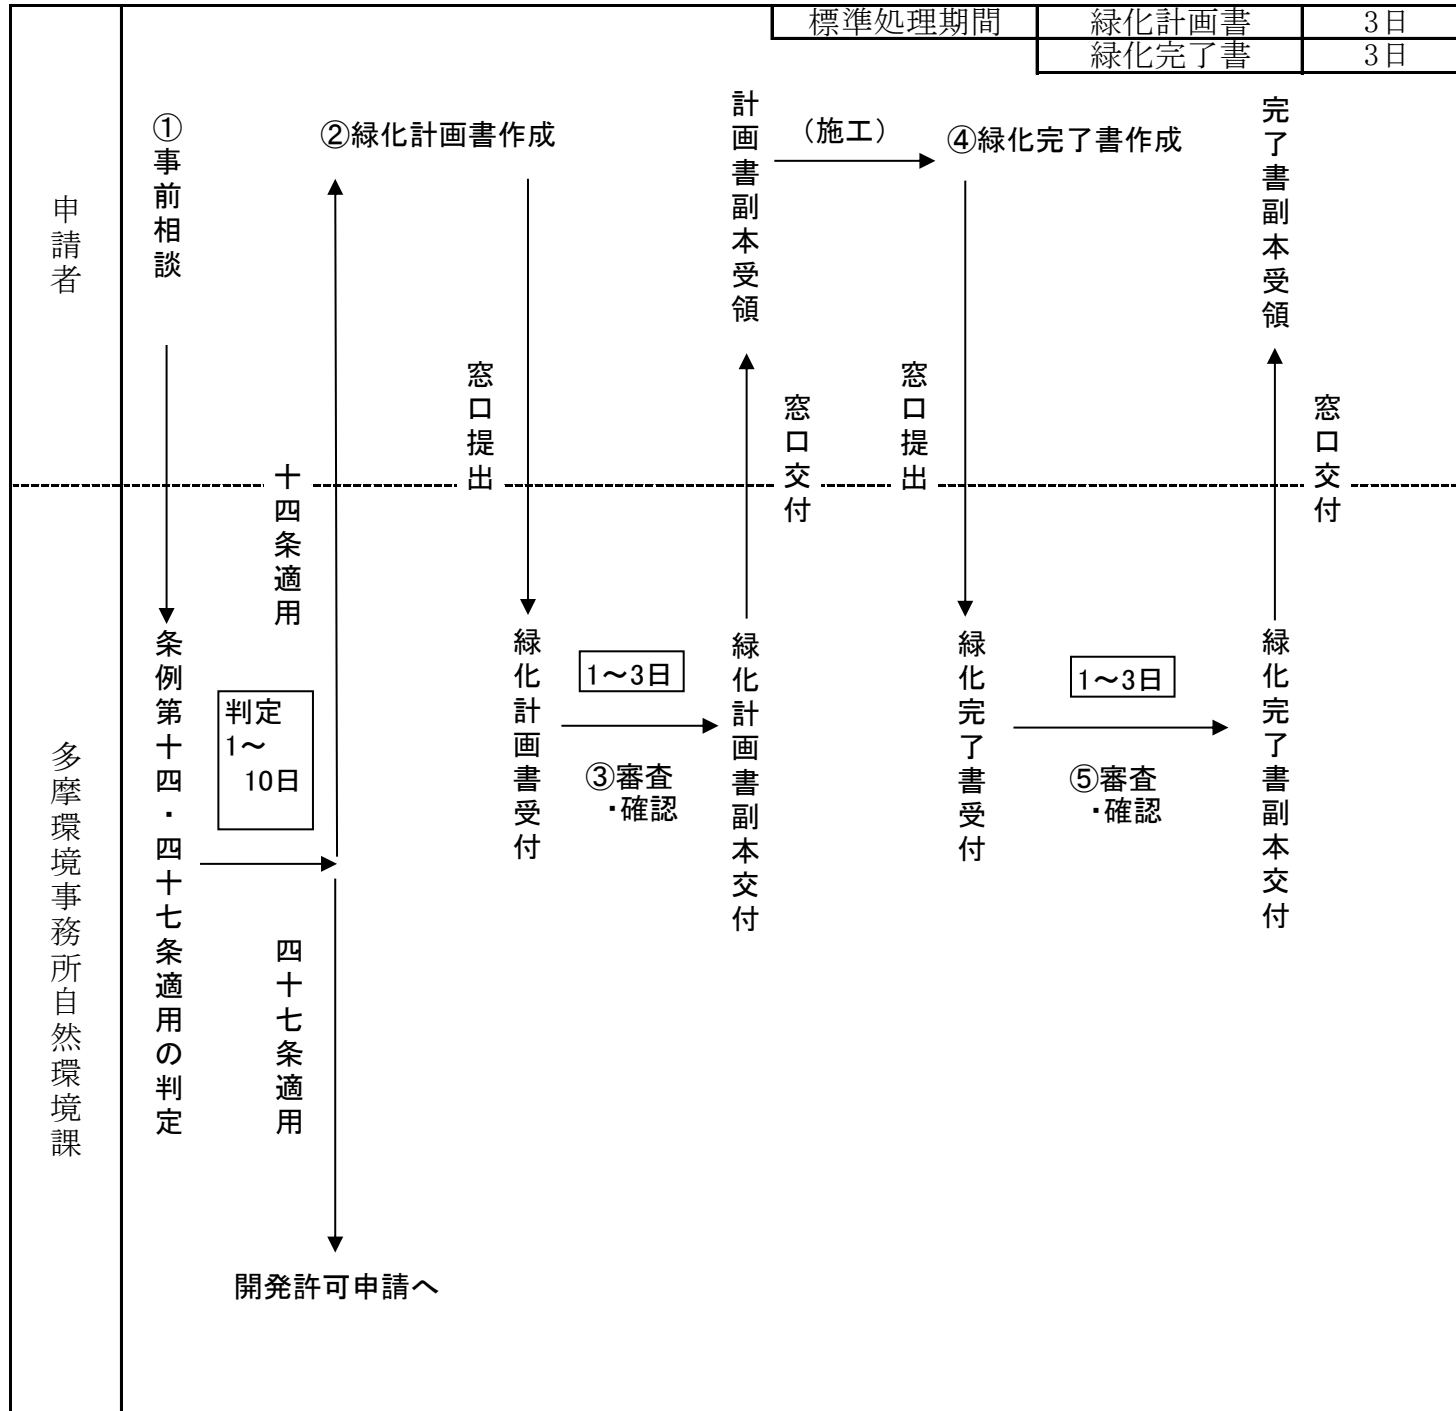 標準処理期間 緑化計画書 3日
緑化完了書 3日
申請者
①事前相談
②緑化計画書作成
計画書副本受領
（施工）
④緑化完了書作成
完了書副本受領
窓口提出
窓口交付
窓口提出
窓口交付
十四条適用
多摩環境事務所自然環境課
条例第十四・四十七条適用の判定
判定
1～
10日
四十七条適用
開発許可申請へ
緑化計画書受付
1～3日
③審査
・確認
緑化計画書副本交付
緑化完了書受付
1～3日
⑤審査
・確認
緑化完了書副本交付